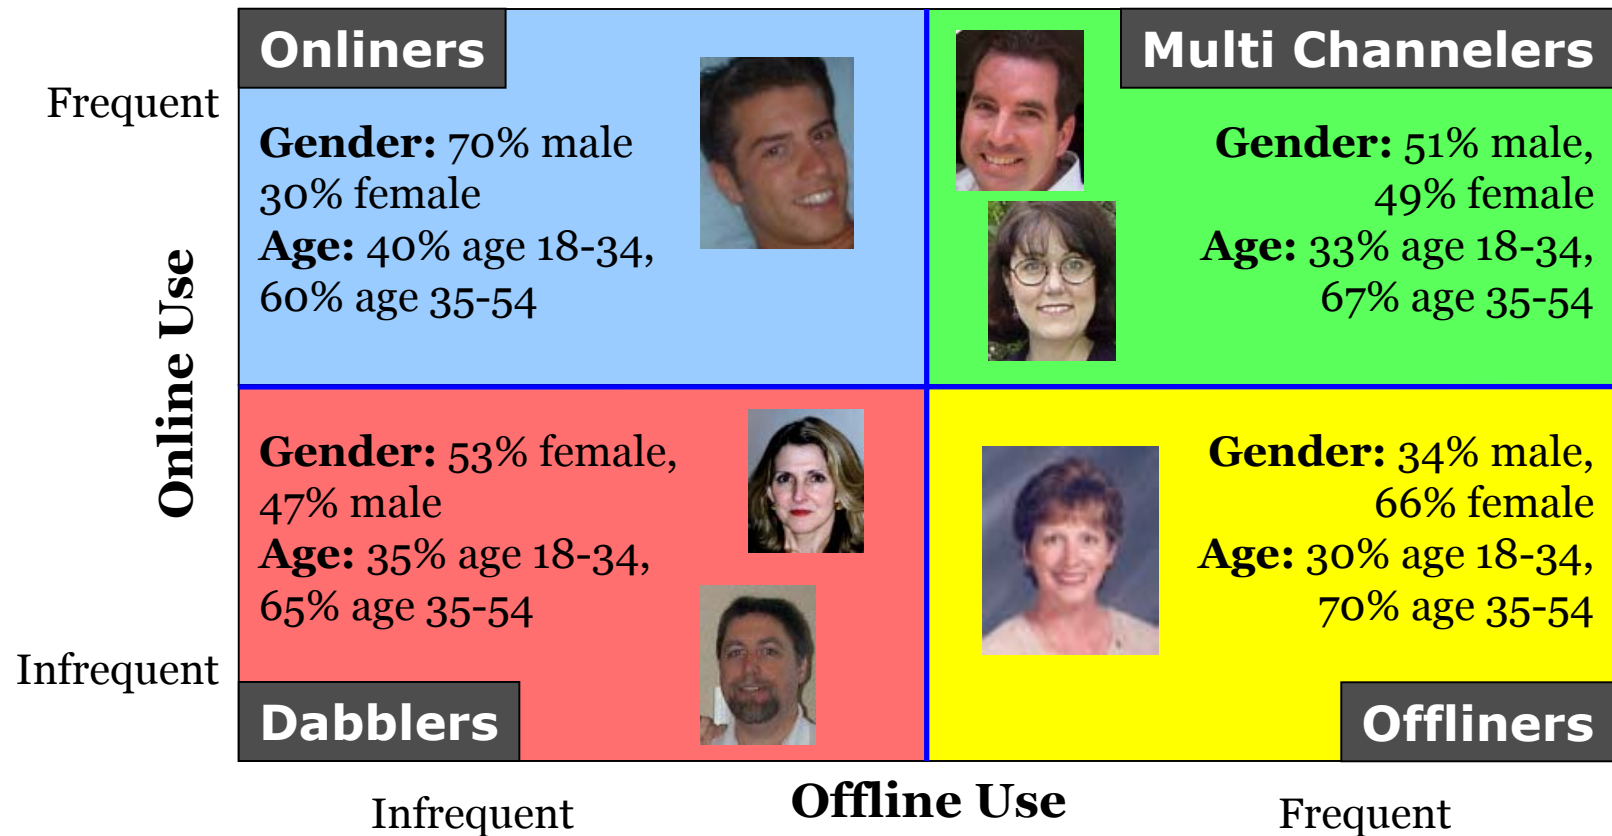 Onliners
Multi Channelers
Frequent
Gender: 70% male
30% female
Age: 40% age 18-34,
60% age 35-54
Gender: 51% male,
49% female
Age: 33% age 18-34,
67% age 35-54
Online Use
Gender: 53% female,
47% male
Age: 35% age 18-34,
65% age 35-54
Gender: 34% male,
66% female
Age: 30% age 18-34,
70% age 35-54
Infrequent
Dabblers
Offliners
Infrequent
Offline Use
Frequent